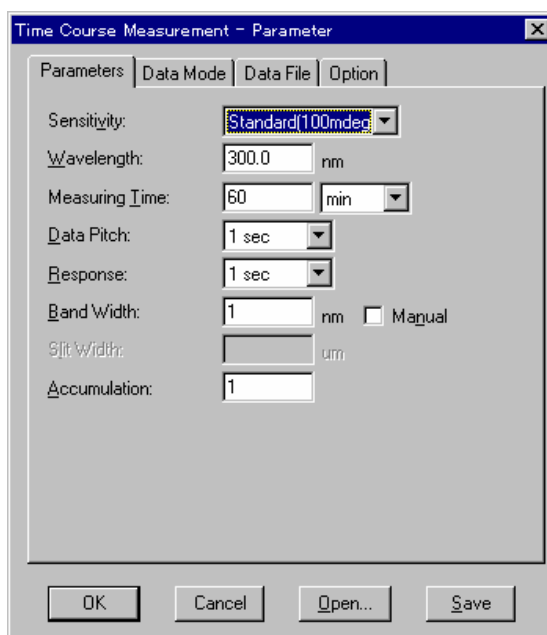 Time Course Measurement - Parameter
Parameters Data Mode Data File Option
Sensitivity: Standard(100mdeg
Wavelength: 300.0 nm
Measuring Time: 60 min
Data Pitch: 1 sec
Response: 1 sec
Band Width: 1 nm Manual
Slit Width: um
Accumulation: 1
OK Cancel Open... Save